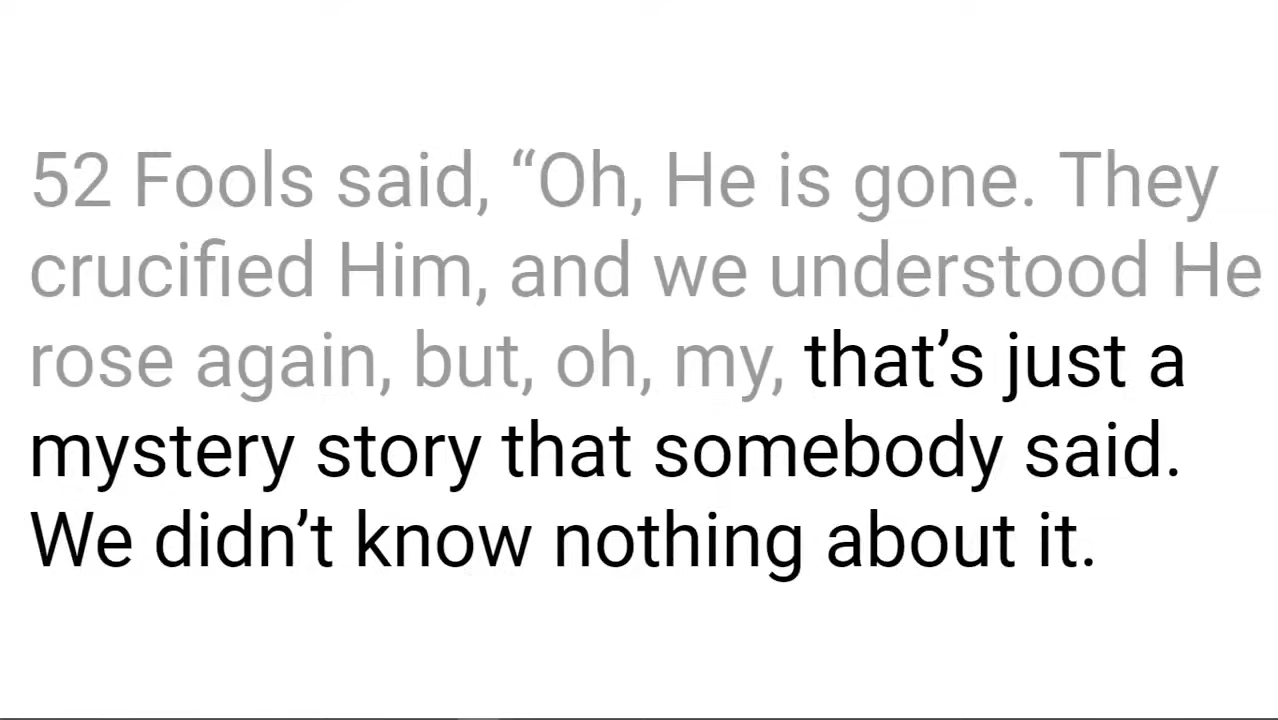 52 Fools said, “Oh, He is gone. They
crucified Him, and we understood He
rose again, but, oh, my, that’s just a
mystery story that somebody said.
We didn’t know nothing about it.